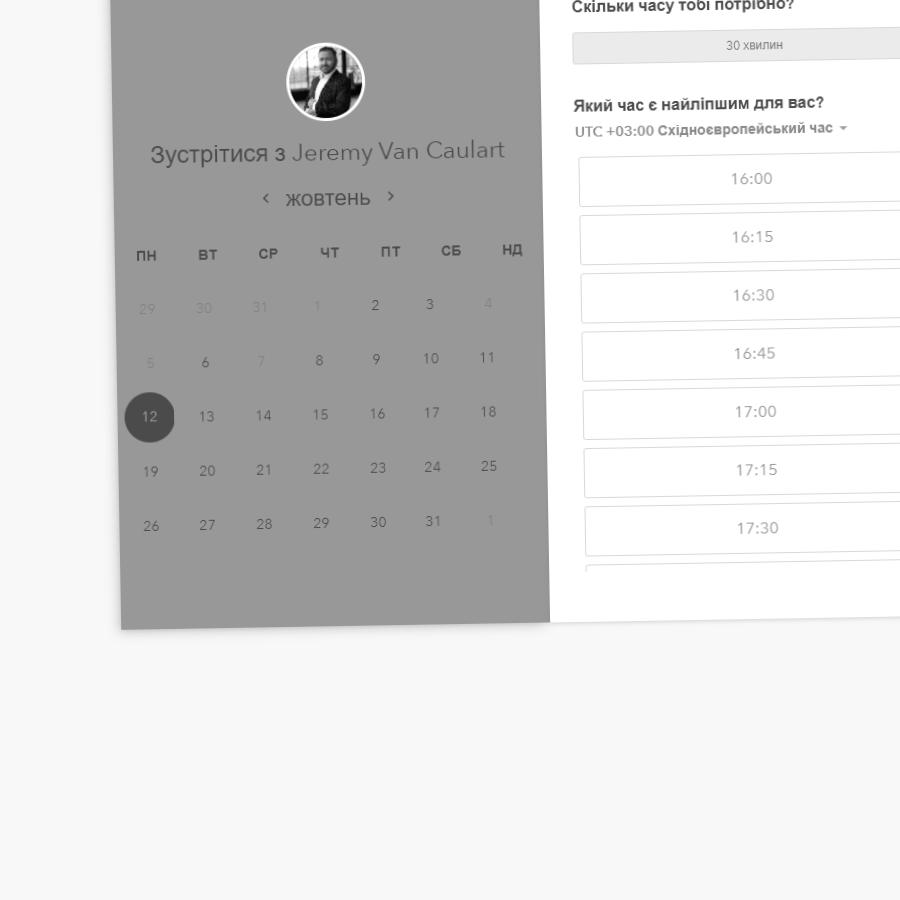 Зустрітися з Jeremy Van Caulart
‹ жовтень ›
ПН ВТ СР ЧТ ПТ СБ НД
29 30 31 1 2 3 4
5 6 7 8 9 10 11
12 13 14 15 16 17 18
19 20 21 22 23 24 25
26 27 28 29 30 31 1
Скільки часу тобі потрібно?
30 хвилин
Який час є найліпшим для вас?
UTC +03:00 Східноєвропейський час
16:00
16:15
16:30
16:45
17:00
17:15
17:30